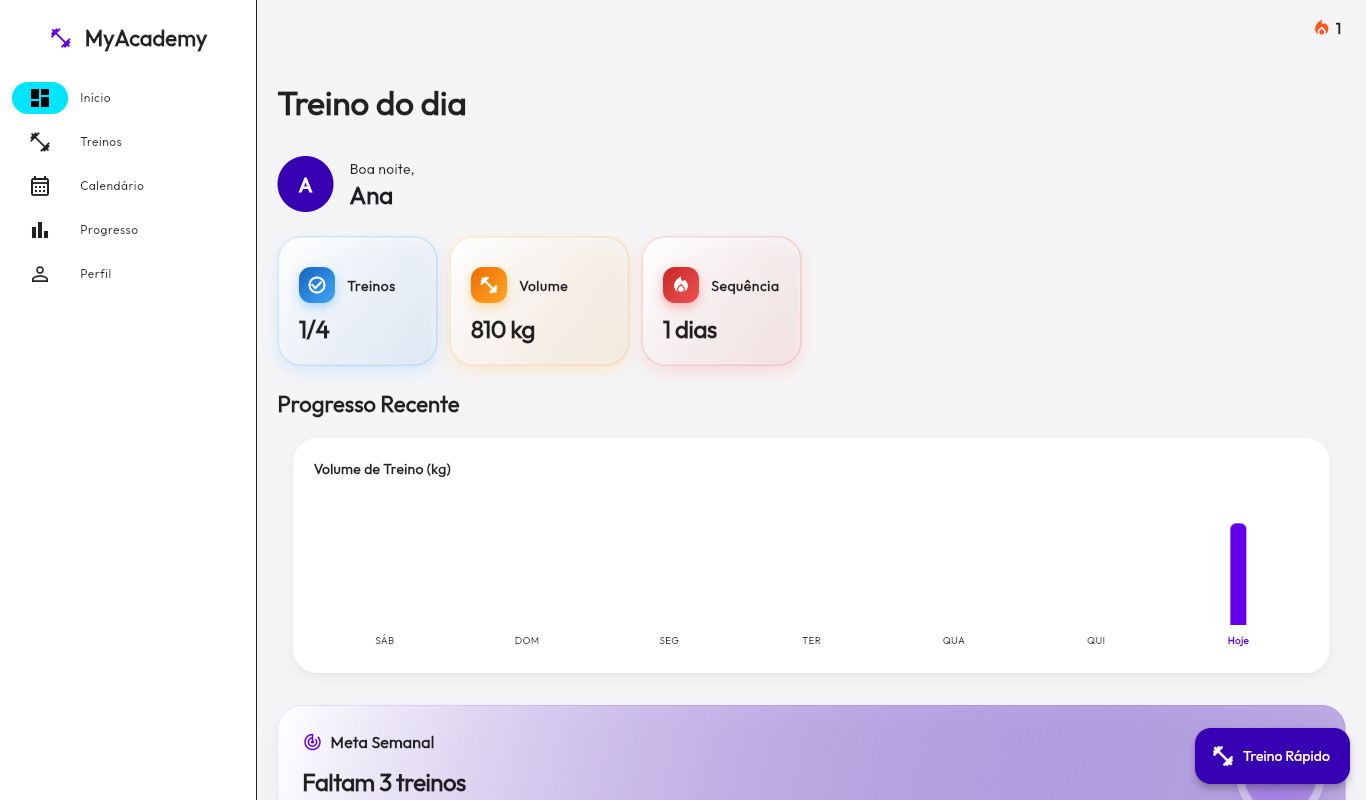 MyAcademy
Início
Treinos
Calendário
Progresso
Perfil
1
Treino do dia
A
Boa noite,
Ana
Treinos
1/4
Volume
810 kg
Sequência
1 dias
Progresso Recente
Volume de Treino (kg)
SÁB DOM SEG TER QUA QUI Hoje
Meta Semanal
Faltam 3 treinos
Treino Rápido